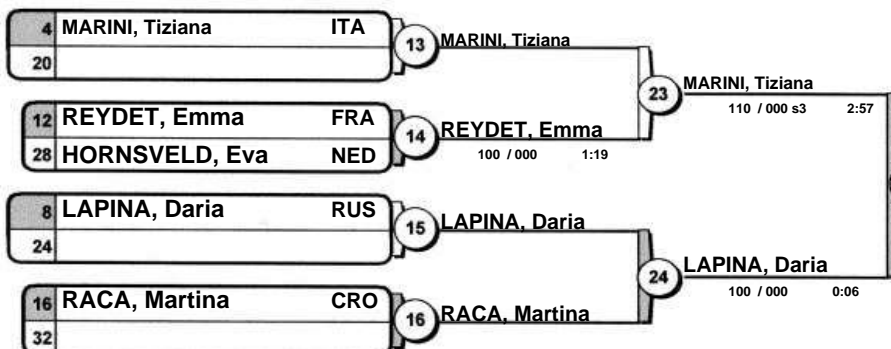 4 MARINI, Tiziana ITA
20
13 MARINI, Tiziana
12 REYDET, Emma FRA
28 HORNSVELD, Eva NED
14 REYDET, Emma
100 / 000 1:19
23 MARINI, Tiziana
110 / 000 s3 2:57
8 LAPINA, Daria RUS
24
15 LAPINA, Daria
16 RACA, Martina CRO
32
16 RACA, Martina
24 LAPINA, Daria
100 / 000 0:06